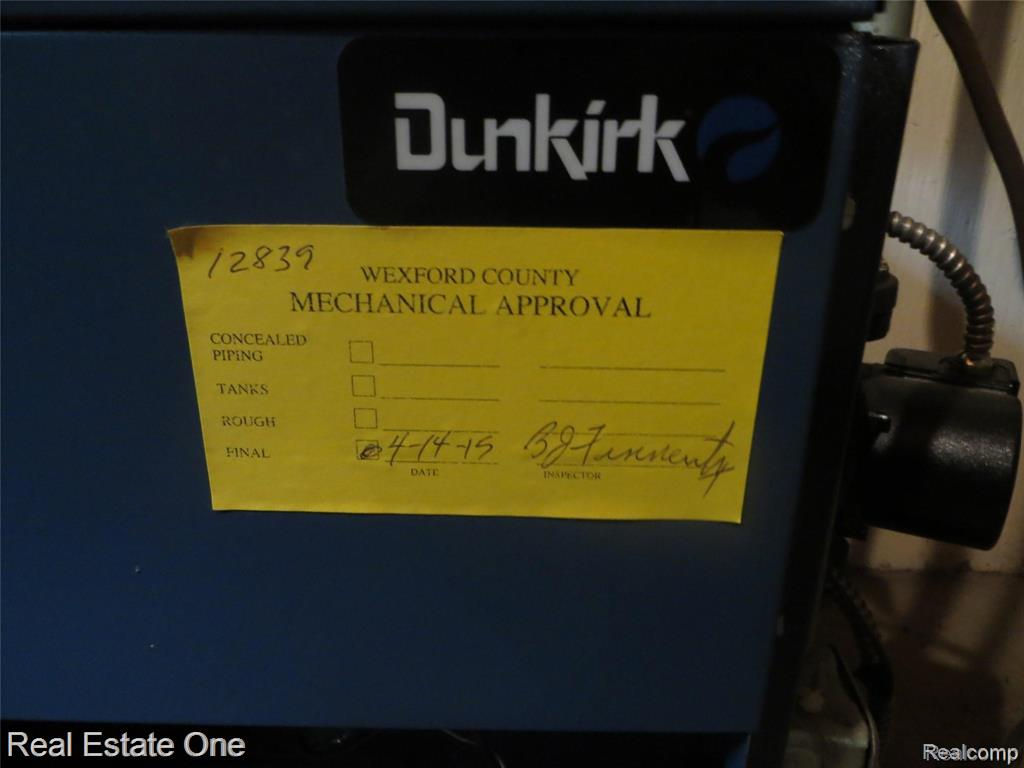 Dunkirk
12839
WEXFORD COUNTY
MECHANICAL APPROVAL
CONCEALED
PIPING
TANKS
ROUGH
FINAL 4-14-15
DATE INSPECTOR
Real Estate One
Realcomp